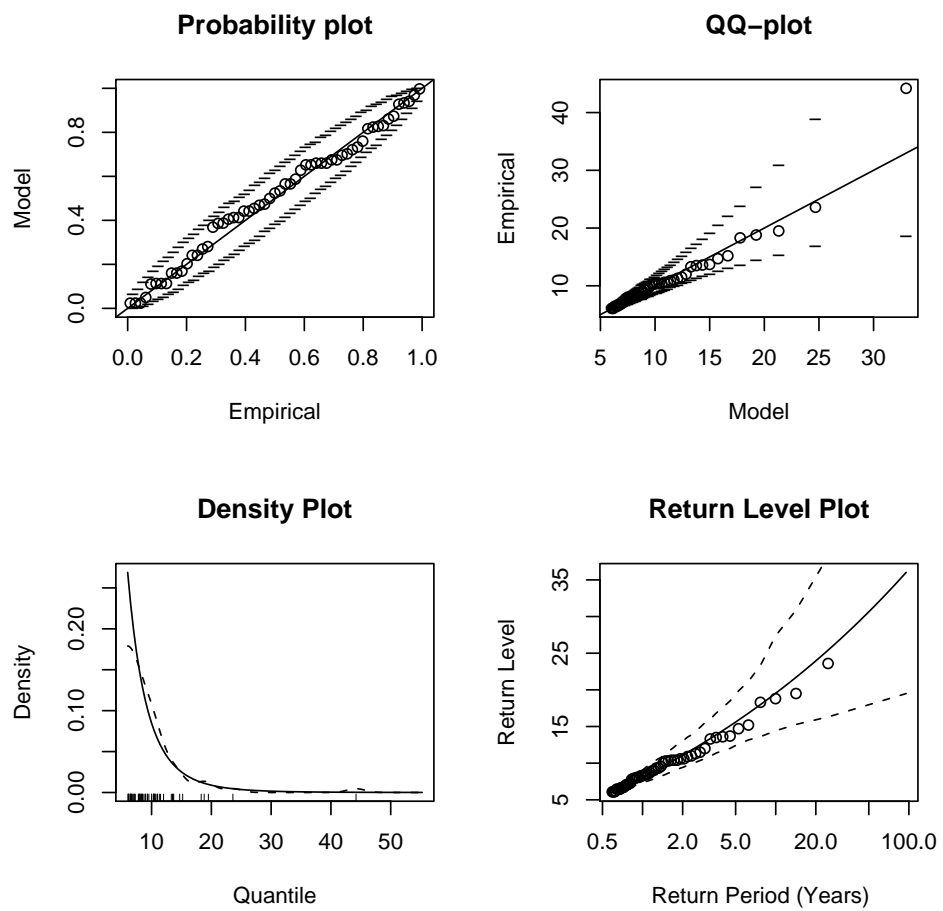 Probability plot
Model
0.0 0.4 0.8
0.0 0.2 0.4 0.6 0.8 1.0
Empirical
QQ−plot
Empirical
10 20 30 40
5 10 15 20 25 30
Model
Density Plot
Density
0.00 0.10 0.20
10 20 30 40 50
Quantile
Return Level Plot
Return Level
5 15 25 35
0.5 2.0 5.0 20.0 100.0
Return Period (Years)